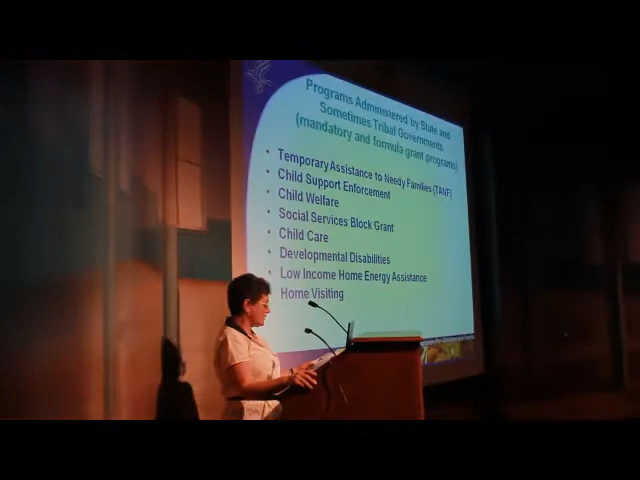 Programs Administered by State and
Sometimes Tribal Governments
(mandatory and formula grant programs)
• Temporary Assistance to Needy Families (TANF)
• Child Support Enforcement
• Child Welfare
• Social Services Block Grant
• Child Care
• Developmental Disabilities
• Low Income Home Energy Assistance
• Home Visiting